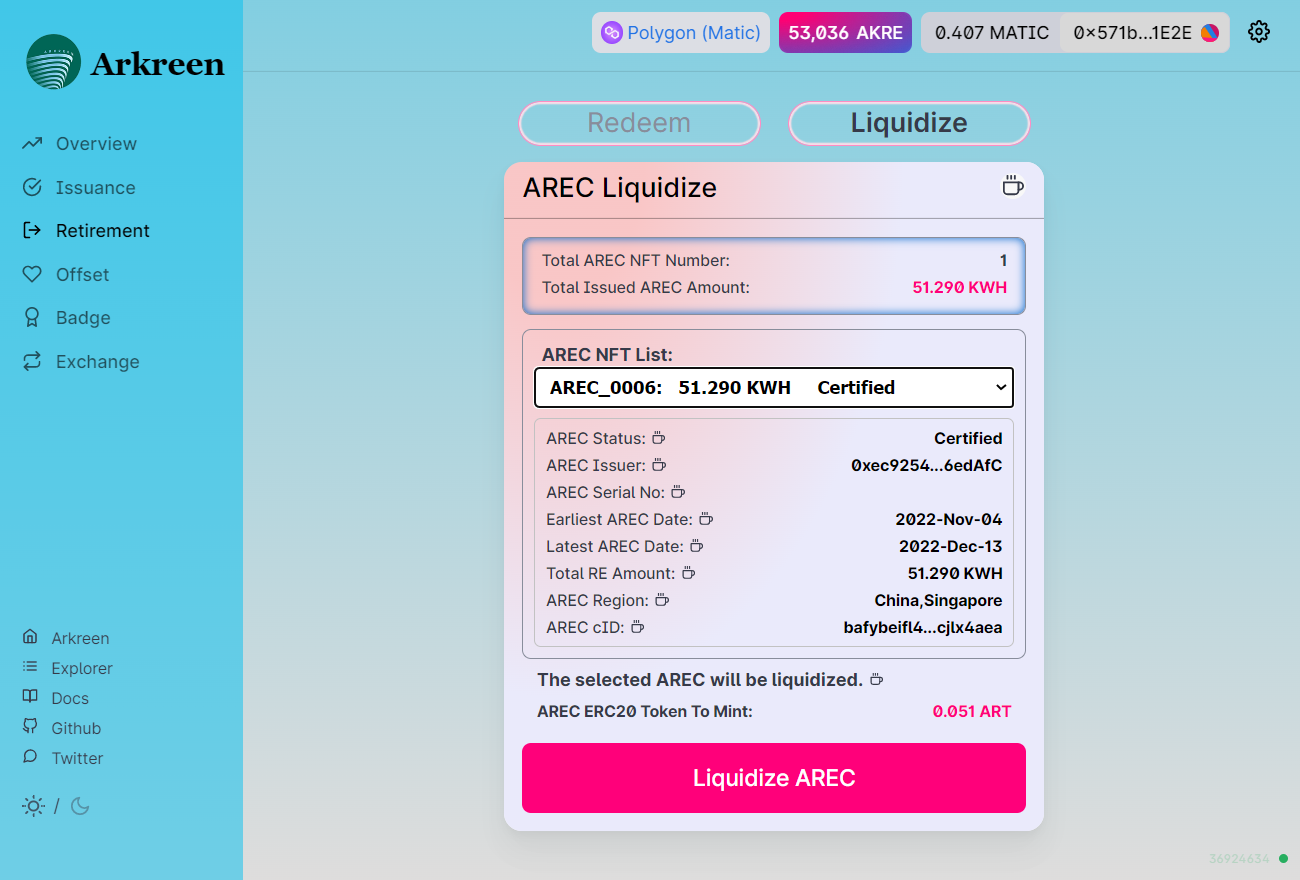 Arkreen
Overview
Issuance
Retirement
Offset
Badge
Exchange
Arkreen
Explorer
Docs
Github
Twitter
/
Polygon (Matic)
53,036 AKRE
0.407 MATIC
0x571b...1E2E
Redeem
Liquidize
AREC Liquidize
Total AREC NFT Number: 1
Total Issued AREC Amount: 51.290 KWH
AREC NFT List:
AREC_0006: 51.290 KWH Certified
AREC Status: Certified
AREC Issuer: 0xec9254...6edAfC
AREC Serial No:
Earliest AREC Date: 2022-Nov-04
Latest AREC Date: 2022-Dec-13
Total RE Amount: 51.290 KWH
AREC Region: China,Singapore
AREC cID: bafybeifl4...cjlx4aea
The selected AREC will be liquidized.
AREC ERC20 Token To Mint: 0.051 ART
Liquidize AREC
36924634